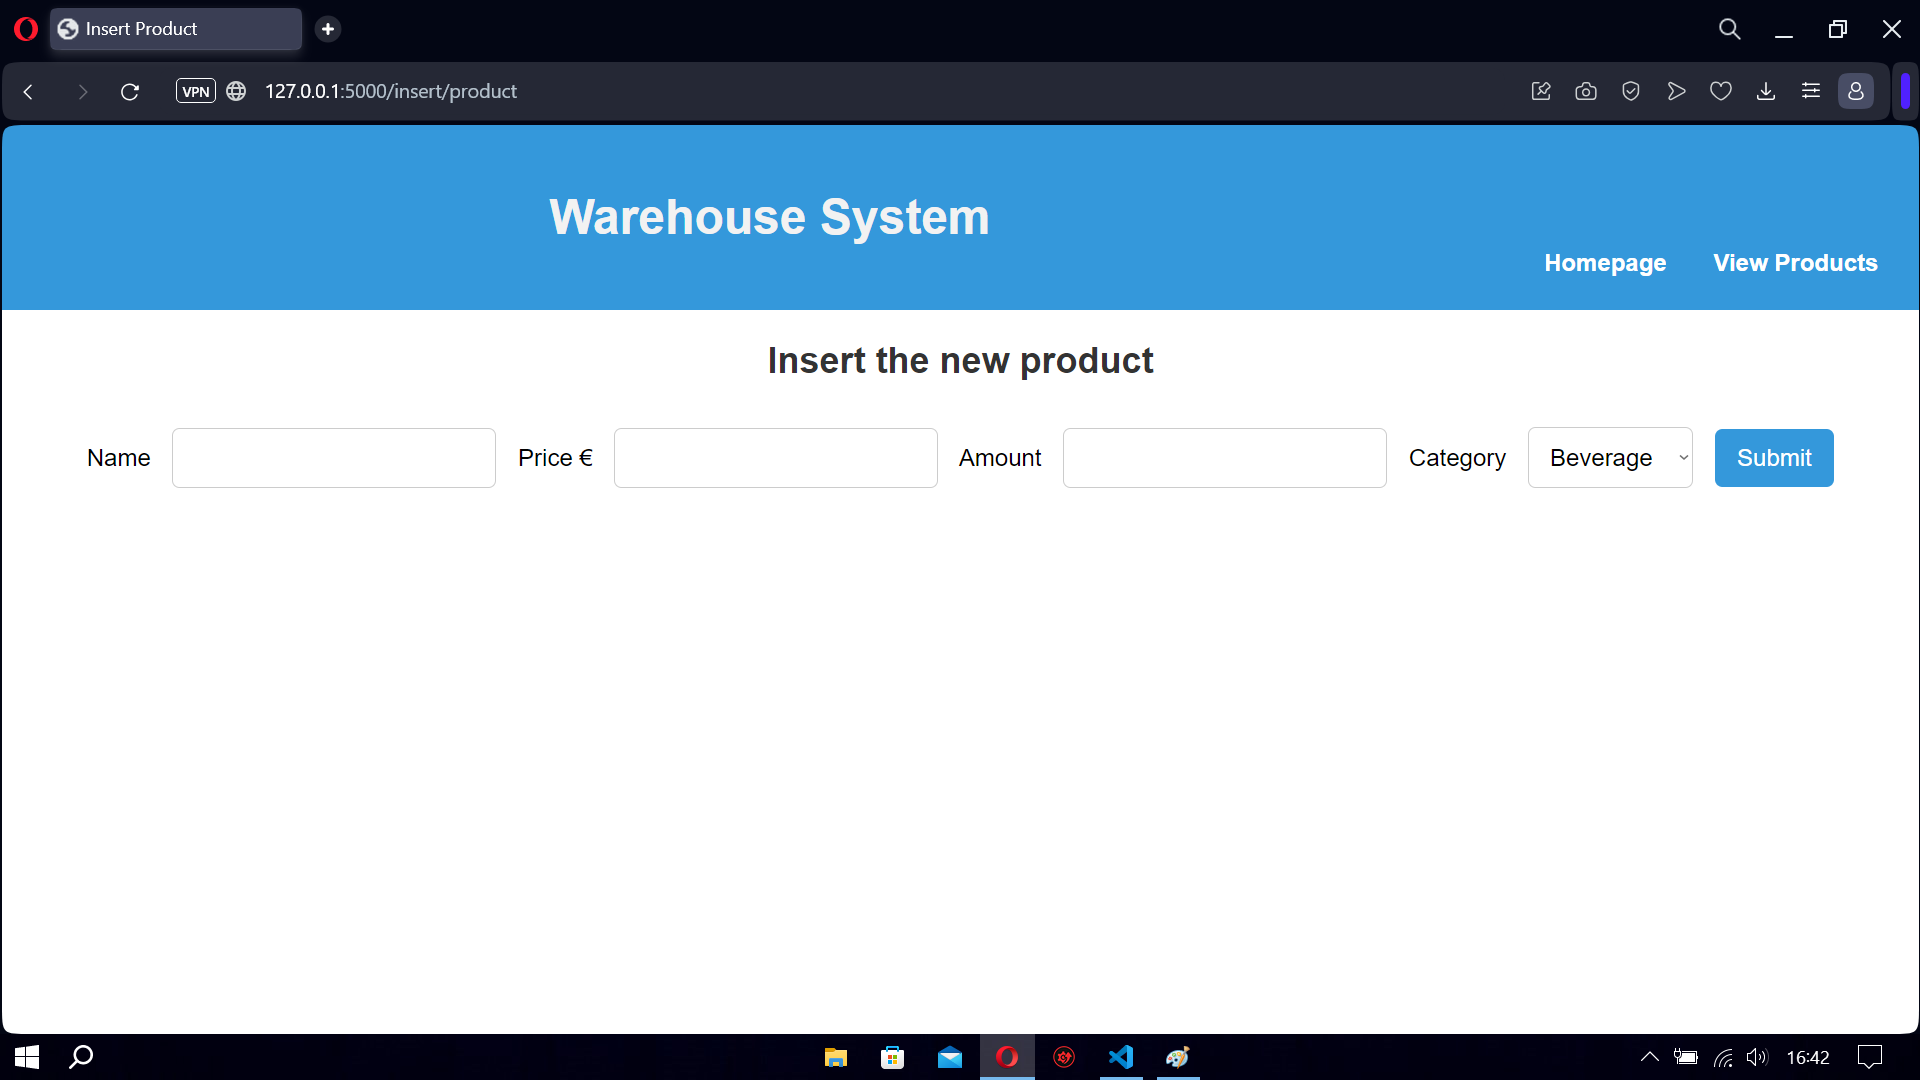 Insert Product
VPN 127.0.0.1:5000/insert/product
Warehouse System
Homepage View Products
Insert the new product
Name Price € Amount Category Beverage Submit
16:42